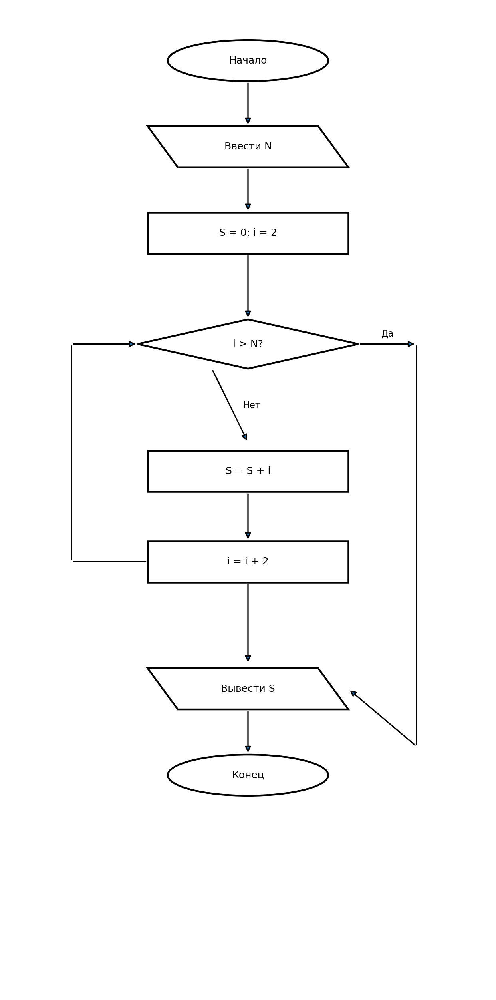 Начало
Ввести N
S = 0; i = 2
i > N?
Да
Нет
S = S + i
i = i + 2
Вывести S
Конец